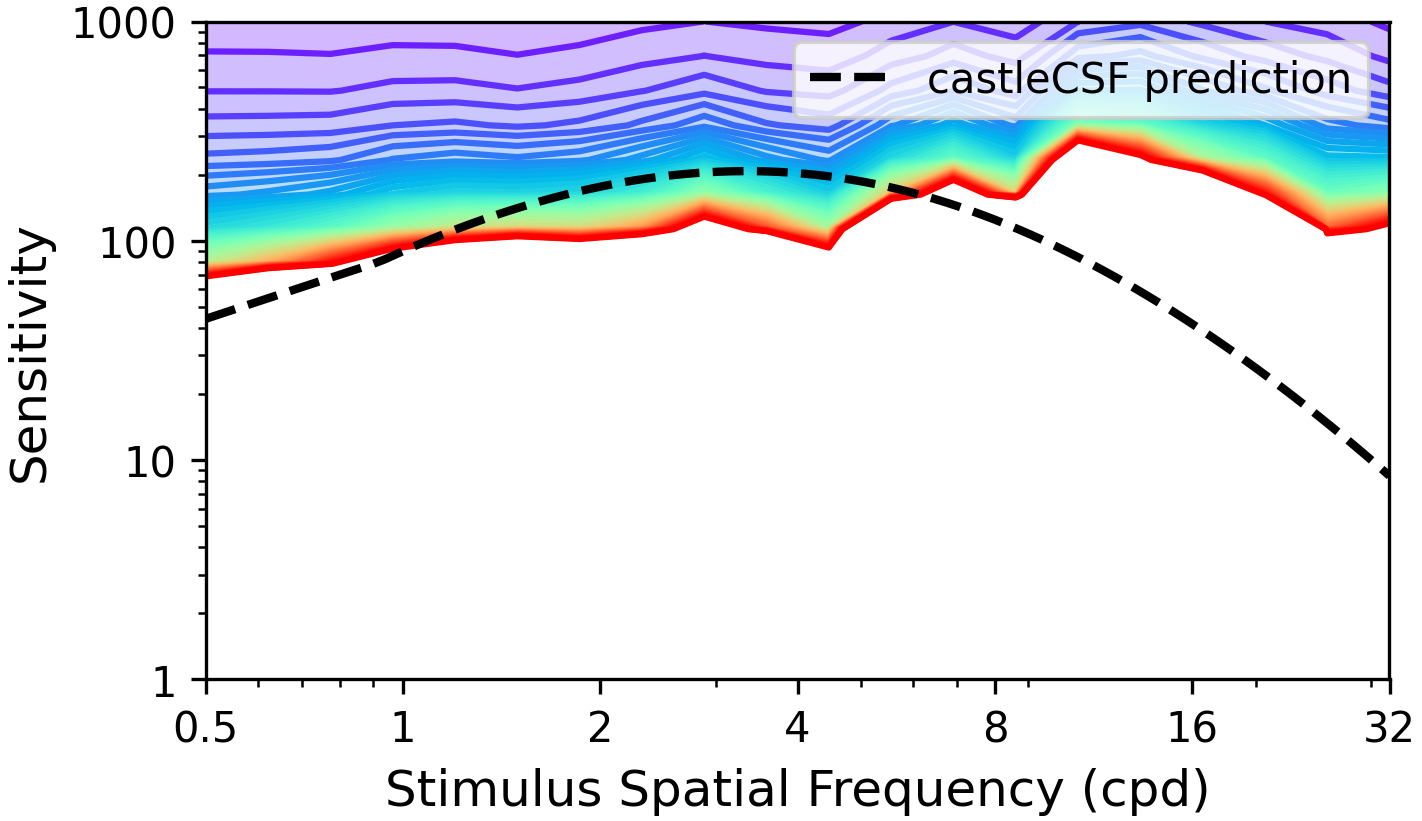 1000
100
10
1
Sensitivity
castleCSF prediction
0.5 1 2 4 8 16 32
Stimulus Spatial Frequency (cpd)